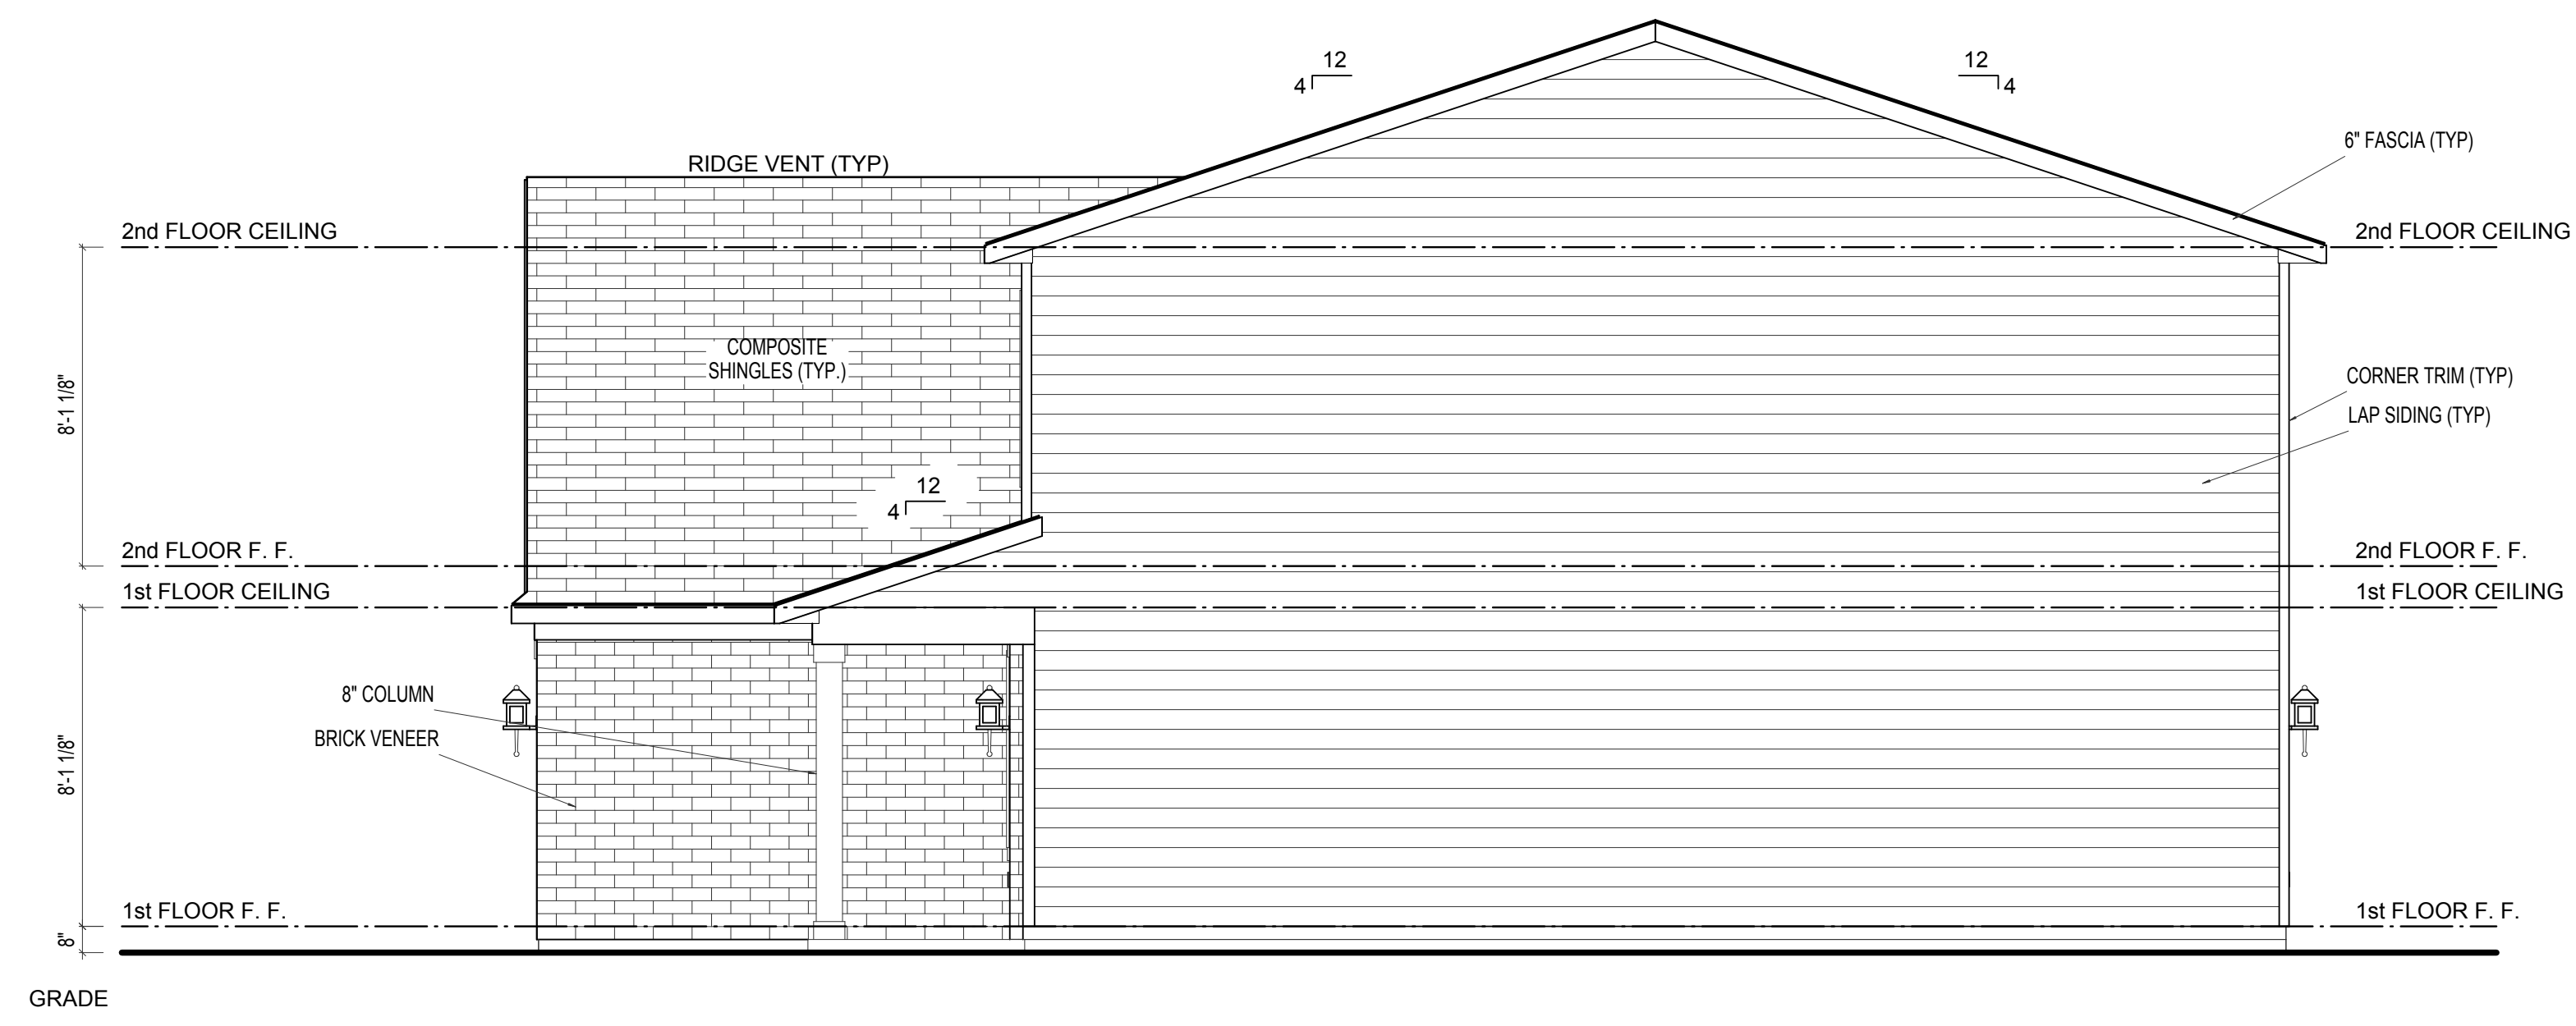 12
4
12
4
6" FASCIA (TYP)
RIDGE VENT (TYP)
2nd FLOOR CEILING
2nd FLOOR CEILING
COMPOSITE
SHINGLES (TYP.)
8'-1 1/8"
CORNER TRIM (TYP)
LAP SIDING (TYP)
12
4
2nd FLOOR F. F.
2nd FLOOR F. F.
1st FLOOR CEILING
1st FLOOR CEILING
8" COLUMN
BRICK VENEER
8'-1 1/8"
1st FLOOR F. F.
1st FLOOR F. F.
8"
GRADE